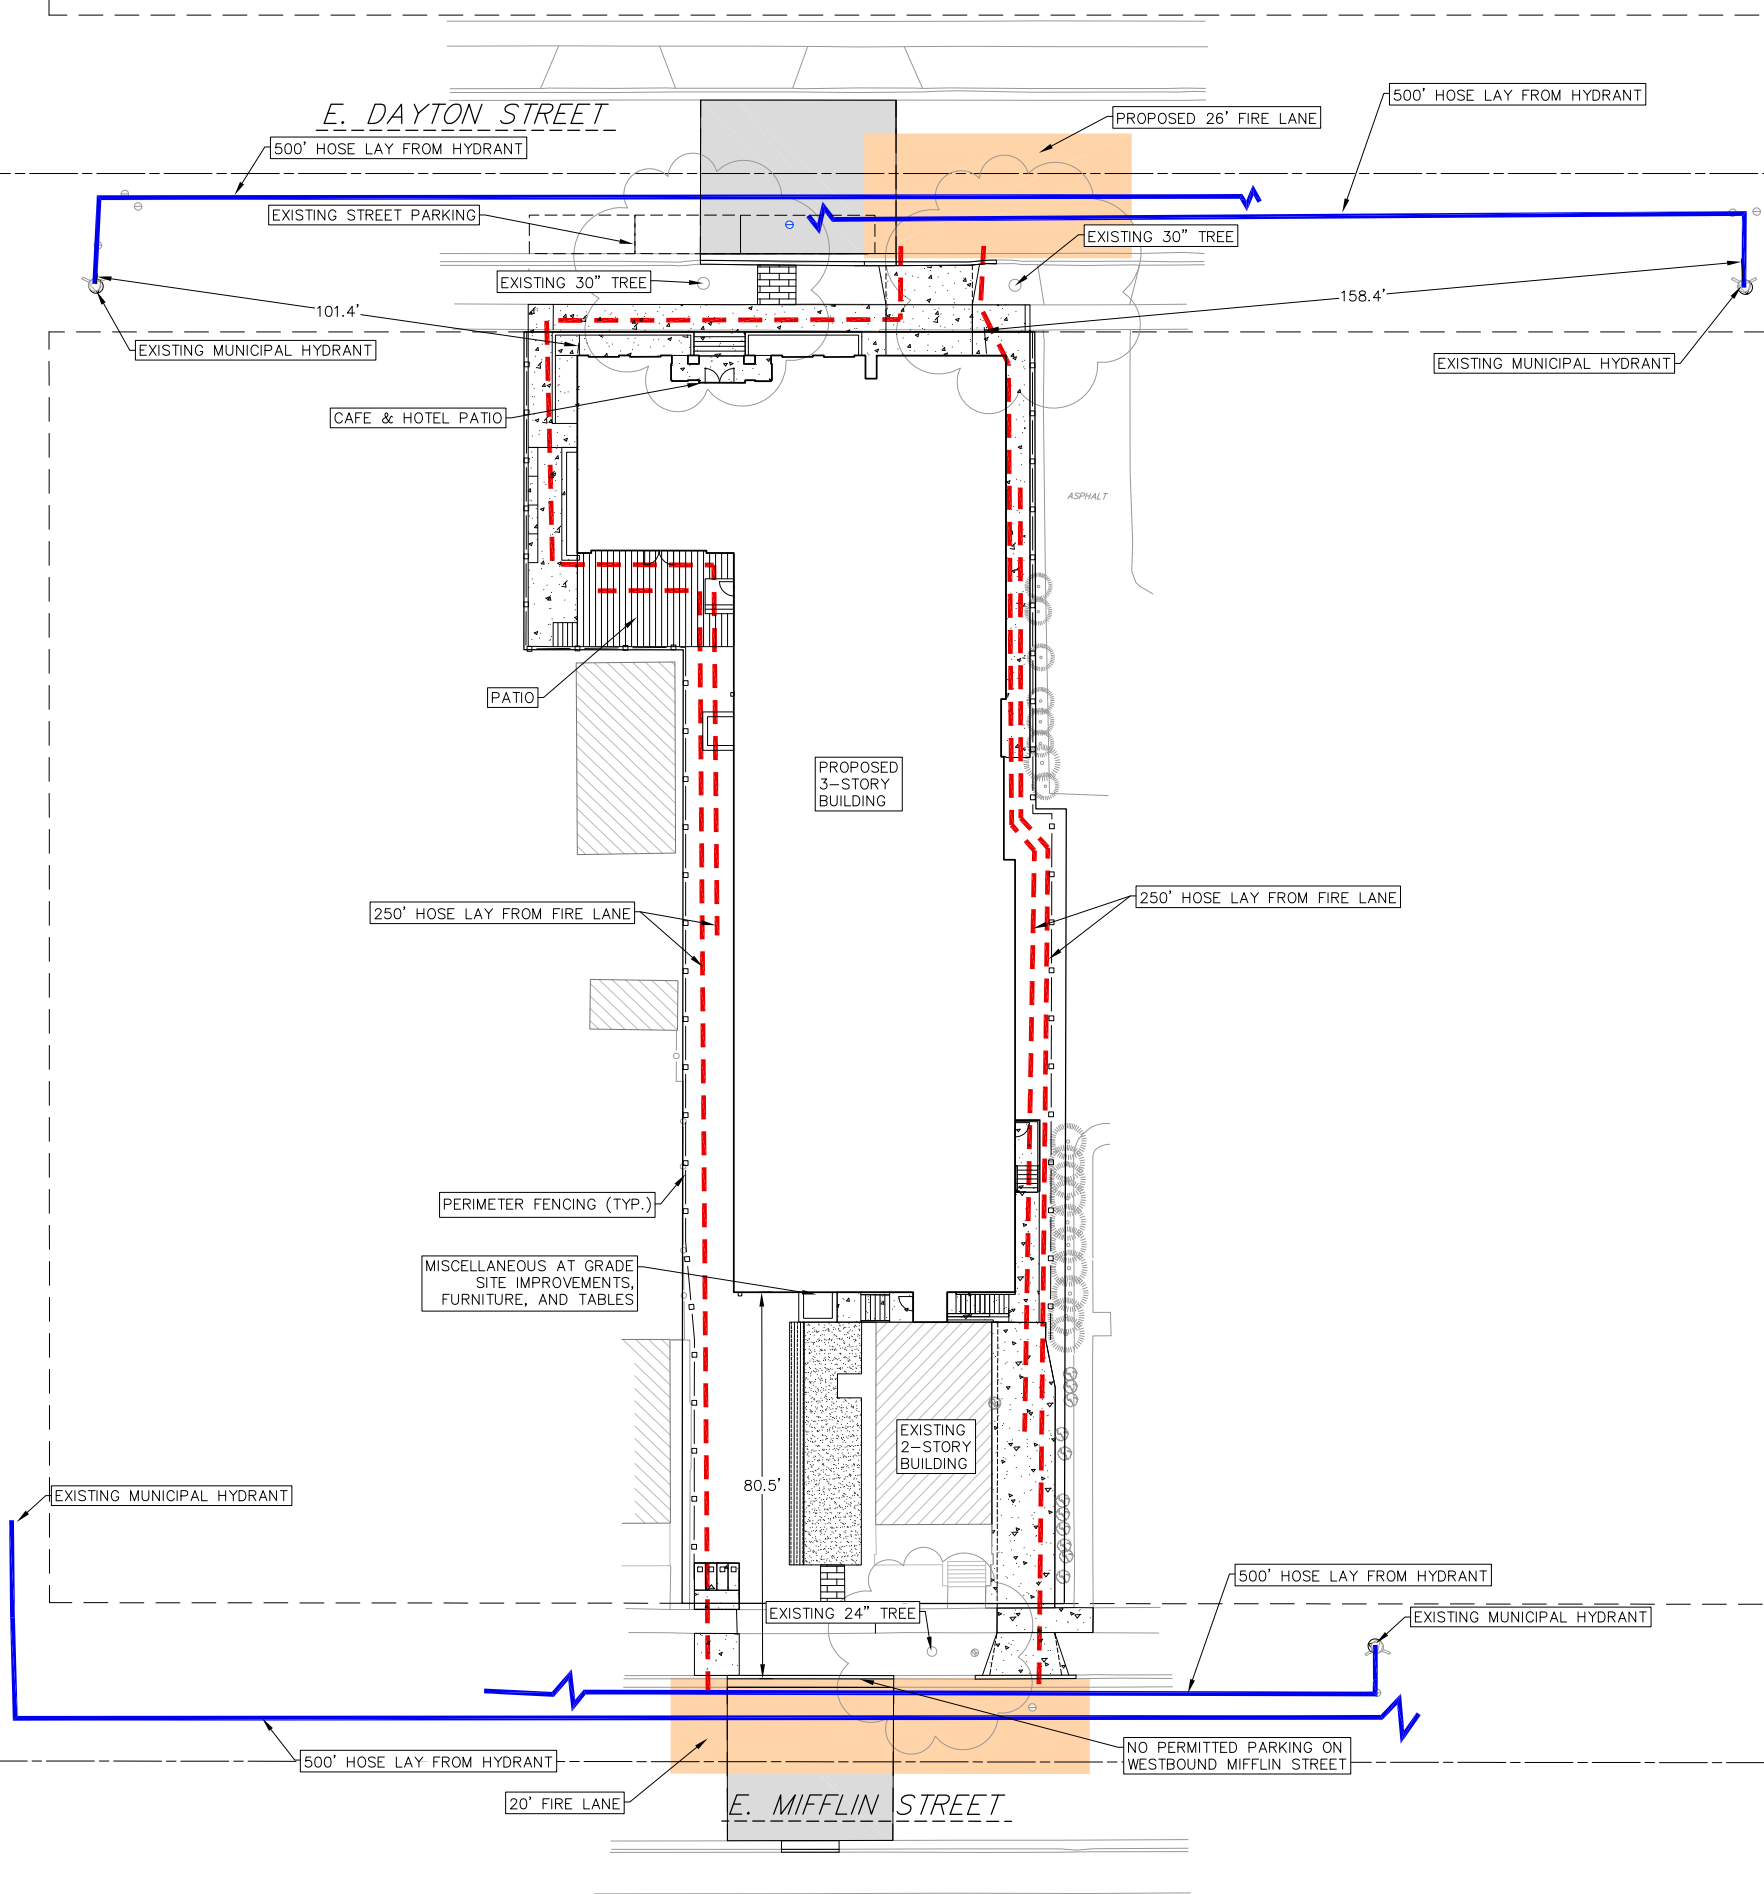 500' HOSE LAY FROM HYDRANT
E. DAYTON STREET
PROPOSED 26' FIRE LANE
500' HOSE LAY FROM HYDRANT
EXISTING STREET PARKING
EXISTING 30" TREE
EXISTING 30" TREE
101.4'
158.4'
EXISTING MUNICIPAL HYDRANT
EXISTING MUNICIPAL HYDRANT
CAFE & HOTEL PATIO
ASPHALT
PATIO
PROPOSED
3-STORY
BUILDING
250' HOSE LAY FROM FIRE LANE
250' HOSE LAY FROM FIRE LANE
PERIMETER FENCING (TYP.)
MISCELLANEOUS AT GRADE
SITE IMPROVEMENTS,
FURNITURE, AND TABLES
EXISTING
2-STORY
BUILDING
80.5'
EXISTING MUNICIPAL HYDRANT
500' HOSE LAY FROM HYDRANT
EXISTING 24" TREE
EXISTING MUNICIPAL HYDRANT
500' HOSE LAY FROM HYDRANT
NO PERMITTED PARKING ON
WESTBOUND MIFFLIN STREET
20' FIRE LANE
E. MIFFLIN STREET